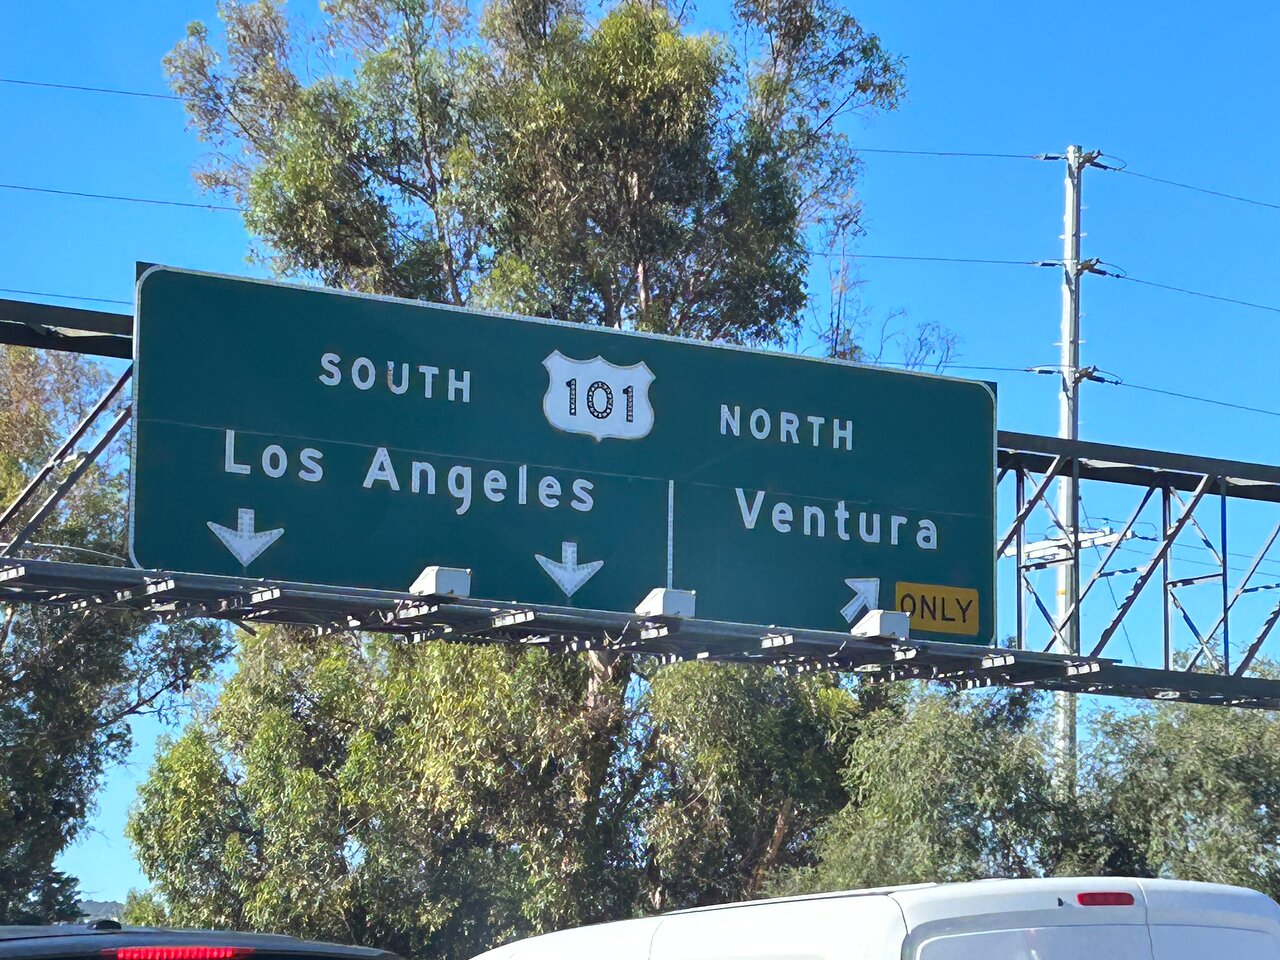 SOUTH 101 NORTH
Los Angeles Ventura
ONLY